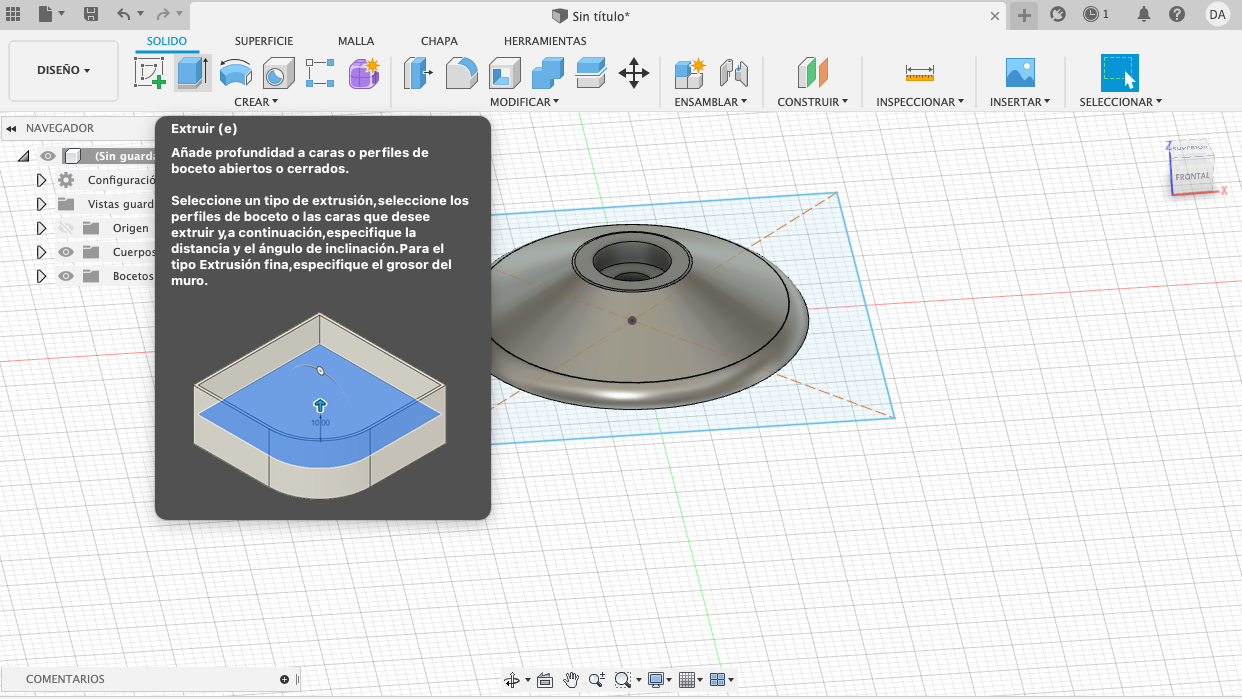 Sin título*
1
DA
DISEÑO
SOLIDO
SUPERFICIE
MALLA
CHAPA
HERRAMIENTAS
CREAR
MODIFICAR
ENSAMBLAR
CONSTRUIR
INSPECCIONAR
INSERTAR
SELECCIONAR
NAVEGADOR
(Sin guarda
Configuració
Vistas guard
Origen
Cuerpos
Bocetos
Extruir (e)
Añade profundidad a caras o perfiles de
boceto abiertos o cerrados.
Seleccione un tipo de extrusión,seleccione los
perfiles de boceto o las caras que desee
extruir y,a continuación,especifique la
distancia y el ángulo de inclinación.Para el
tipo Extrusión fina,especifique el grosor del
muro.
10.00
Z
SUPERIOR
FRONTAL
X
COMENTARIOS